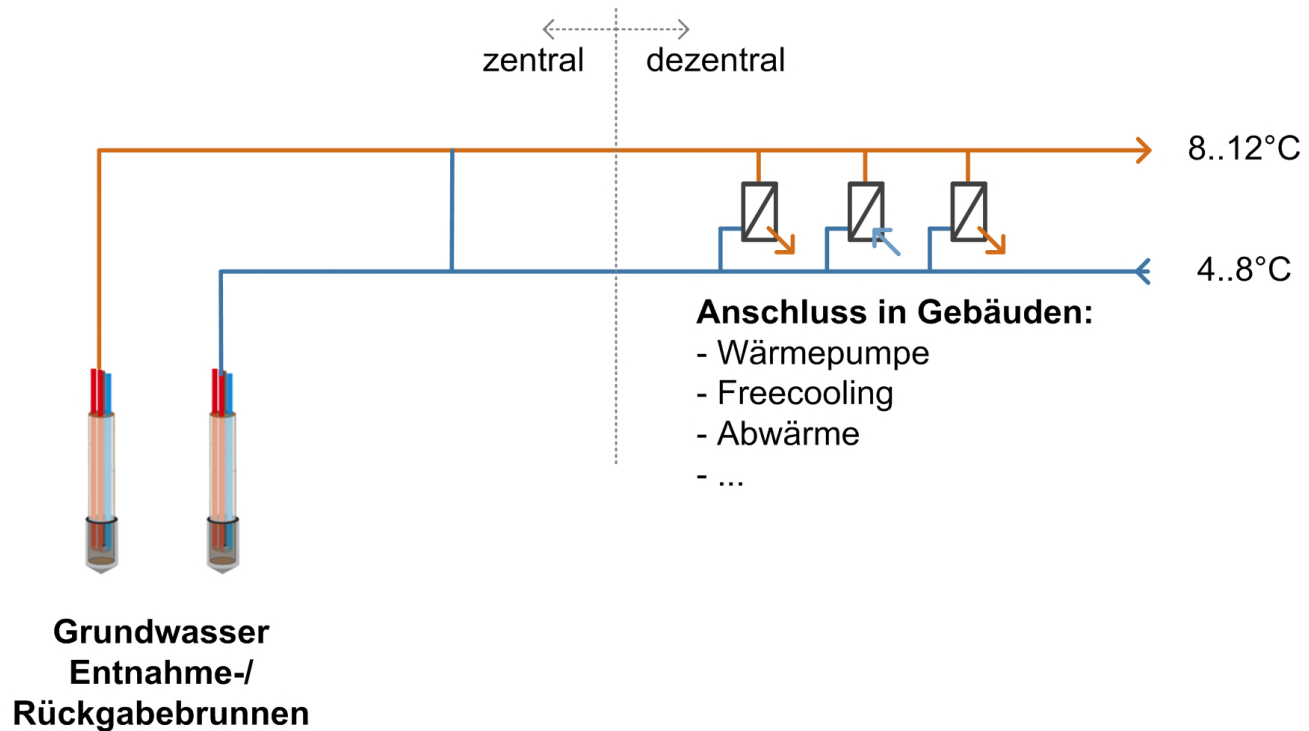 zentral
dezentral
8..12°C
4..8°C
Anschluss in Gebäuden:
- Wärmepumpe
- Freecooling
- Abwärme
- ...
Grundwasser
Entnahme-/
Rückgabebrunnen